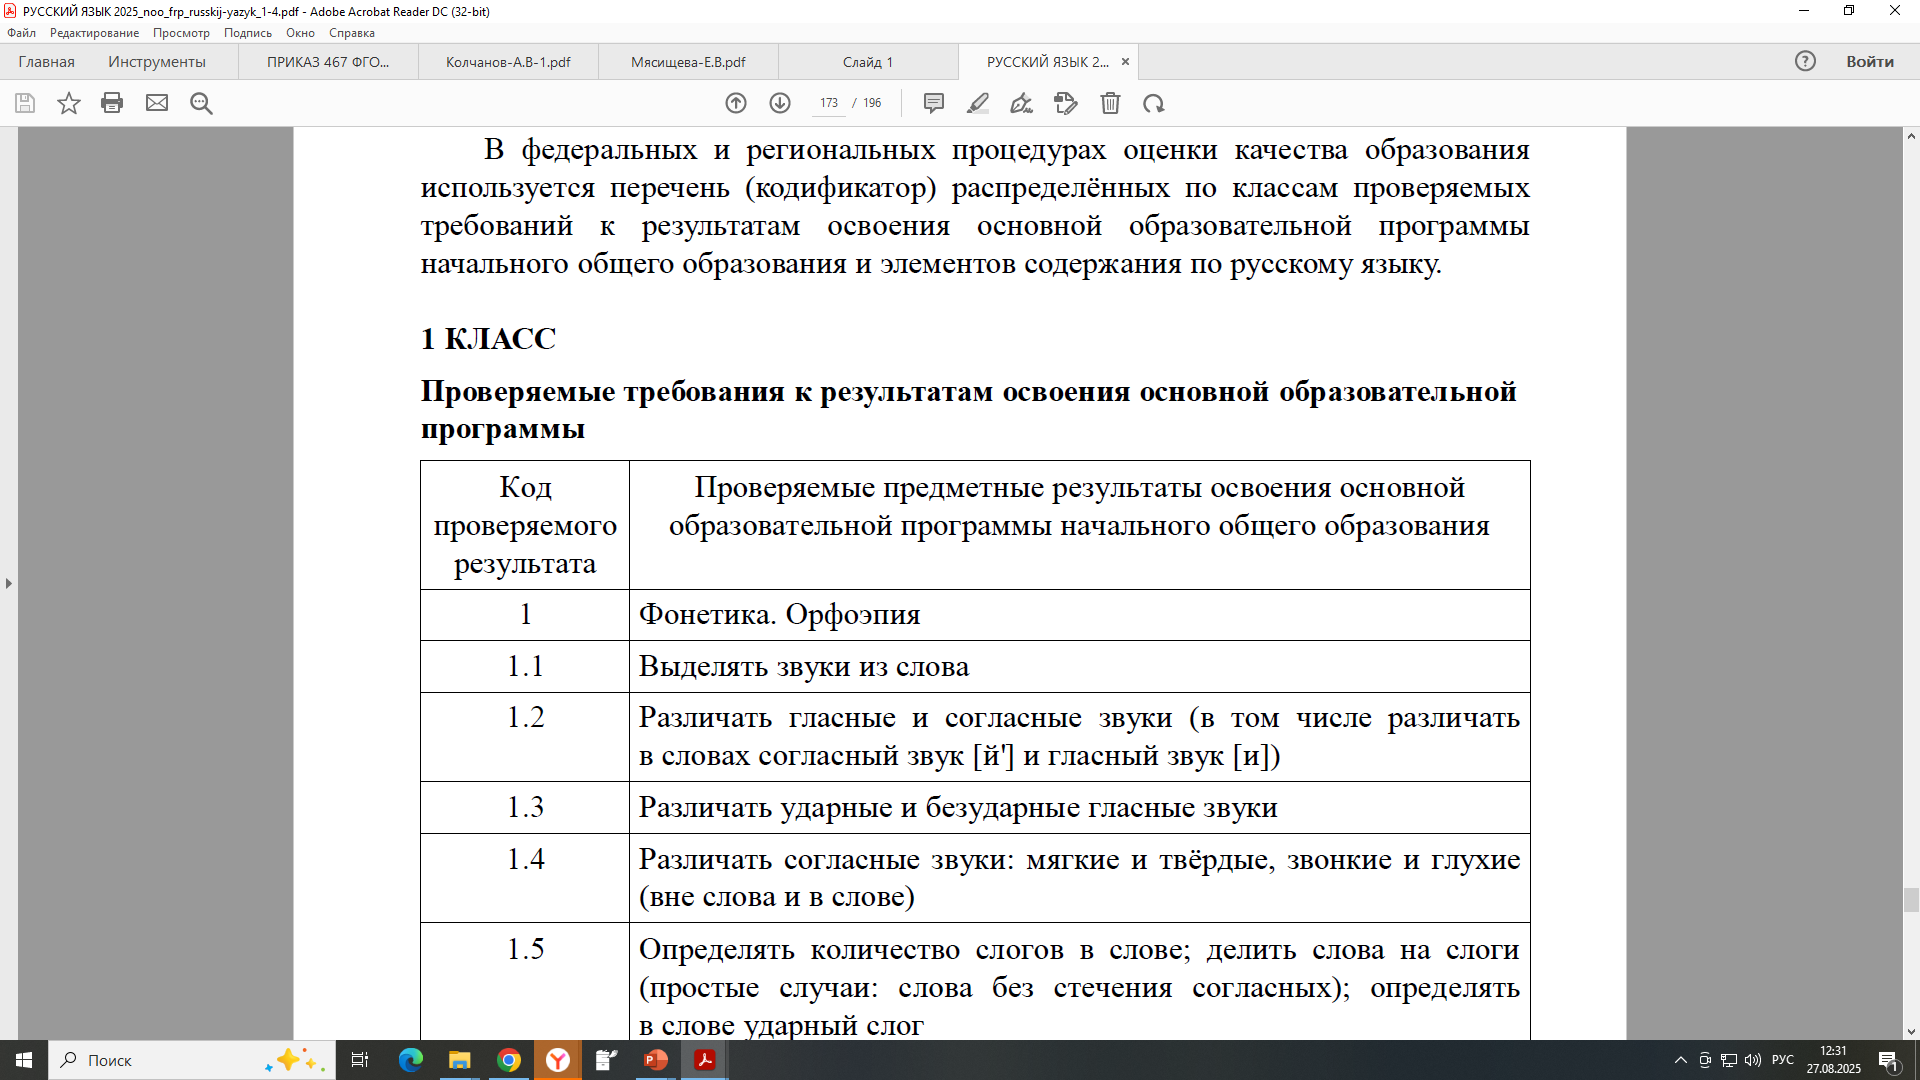 РУССКИЙ ЯЗЫК 2025_noo_frp_russkij-yazyk_1-4.pdf - Adobe Acrobat Reader DC (32-bit)
Файл Редактирование Просмотр Подпись Окно Справка
Главная Инструменты ПРИКАЗ 467 ФГО... Колчанов-А.В-1.pdf Мясищева-Е.В.pdf Слайд 1 РУССКИЙ ЯЗЫК 2... Войти
173 / 196
В федеральных и региональных процедурах оценки качества образования
используется перечень (кодификатор) распределённых по классам проверяемых
требований к результатам освоения основной образовательной программы
начального общего образования и элементов содержания по русскому языку.
1 КЛАСС
Проверяемые требования к результатам освоения основной образовательной
программы
Код
проверяемого
результата
Проверяемые предметные результаты освоения основной
образовательной программы начального общего образования
1 Фонетика. Орфоэпия
1.1 Выделять звуки из слова
1.2 Различать гласные и согласные звуки (в том числе различать
в словах согласный звук [й'] и гласный звук [и])
1.3 Различать ударные и безударные гласные звуки
1.4 Различать согласные звуки: мягкие и твёрдые, звонкие и глухие
(вне слова и в слове)
1.5 Определять количество слогов в слове; делить слова на слоги
(простые случаи: слова без стечения согласных); определять
в слове ударный слог
Поиск
РУС
12:31
27.08.2025
1